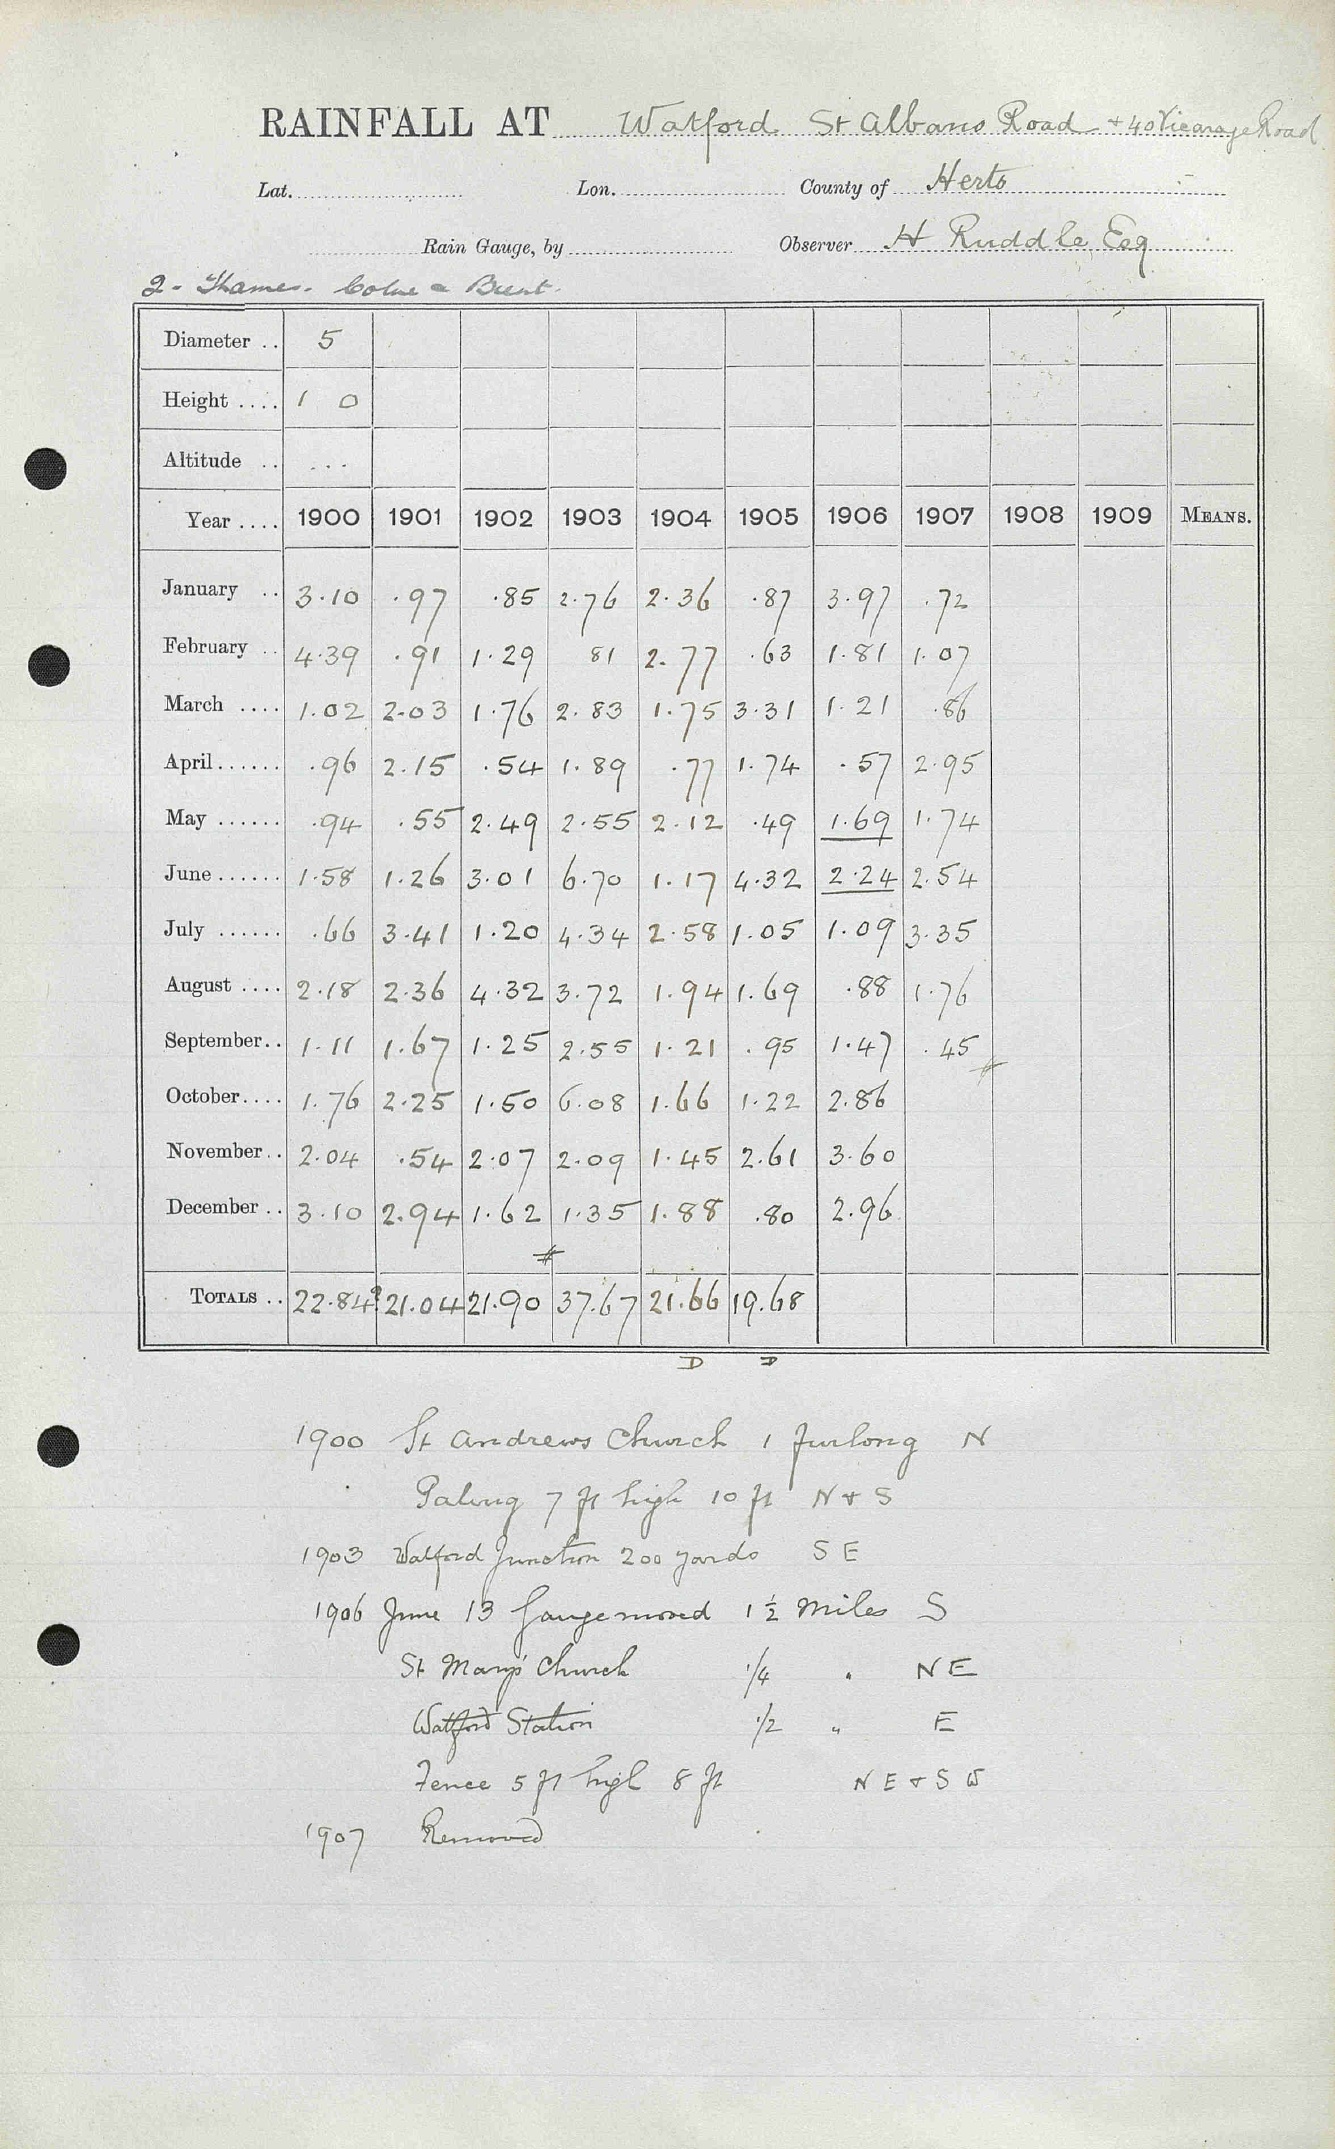 RAINFALL AT Watford St Albans Road + 40 Vicarage Road
Lat. Lon. County of Herts
Rain Gauge, by Observer H Ruddle Esq
2 - Thames - Colne & Brent
Diameter .. 5
Height .... 1 0
Altitude .. ...
Year .... 1900 1901 1902 1903 1904 1905 1906 1907 1908 1909 MEANS.
January .. 3.10 .97 .85 2.76 2.36 .87 3.97 .72
February .. 4.39 .91 1.29 81 2.77 .63 1.81 1.07
March .... 1.02 2.03 1.76 2.83 1.75 3.31 1.21 .86
April ...... .96 2.15 .54 1.89 .77 1.74 .57 2.95
May ...... .94 .55 2.49 2.55 2.12 .49 1.69 1.74
June ...... 1.58 1.26 3.01 6.70 1.17 4.32 2.24 2.54
July ...... .66 3.41 1.20 4.34 2.58 1.05 1.09 3.35
August .... 2.18 2.36 4.32 3.72 1.94 1.69 .88 1.76
September.. 1.11 1.67 1.25 2.55 1.21 .95 1.47 .45
October.... 1.76 2.25 1.50 6.08 1.66 1.22 2.86
November.. 2.04 .54 2.07 2.09 1.45 2.61 3.60
December .. 3.10 2.94 1.62 1.35 1.88 .80 2.96
TOTALS .. 22.84? 21.04 21.90 37.67 21.66 19.68
D D
1900 St Andrews Church 1 furlong N
Paling 7 ft high 10 ft N + S
1903 Watford Junction 200 yards S E
1906 June 13 Gauge moved 1 ½ miles S
St Mary's Church 1/4 " N E
Watford Station 1/2 " E
Fence 5 ft high 8 ft N E + S W
1907 Removed